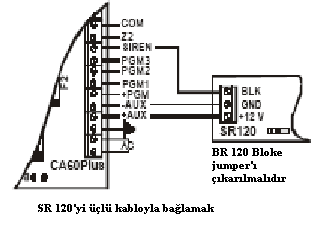 COM
Z2
SIREN
PGM3
PGM2
PGM1
+PGM
-AUX
+AUX
AC
F2
CA60Plus
BLK
GND
+12 V
SR120
BR 120 Bloke
jumper'ı
çıkarılmalıdır
SR 120'yi üçlü kabloyla bağlamak